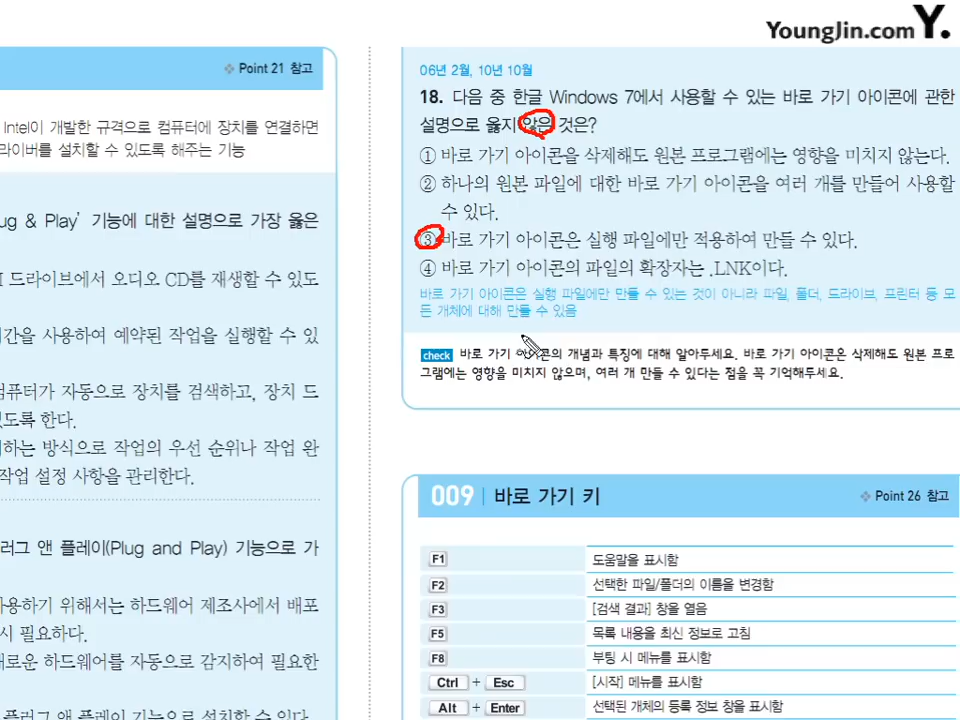 YoungJin.com Y.
Point 21 참고
Intel이 개발한 규격으로 컴퓨터에 장치를 연결하면
라이버를 설치할 수 있도록 해주는 기능
ug & Play' 기능에 대한 설명으로 가장 옳은
드라이브에서 오디오 CD를 재생할 수 있도
간을 사용하여 예약된 작업을 실행할 수 있
컴퓨터가 자동으로 장치를 검색하고, 장치 드
있도록 한다.
하는 방식으로 작업의 우선 순위나 작업 완
작업 설정 사항을 관리한다.
러그 앤 플레이(Plug and Play) 기능으로 가
사용하기 위해서는 하드웨어 제조사에서 배포
시 필요하다.
새로운 하드웨어를 자동으로 감지하여 필요한
플러그 앤 플레이 기능으로 설치할 수 있다.
06년 2월, 10년 10월
18. 다음 중 한글 Windows 7에서 사용할 수 있는 바로 가기 아이콘에 관한
설명으로 옳지 않은 것은?
① 바로 가기 아이콘을 삭제해도 원본 프로그램에는 영향을 미치지 않는다.
② 하나의 원본 파일에 대한 바로 가기 아이콘을 여러 개를 만들어 사용할
수 있다.
③ 바로 가기 아이콘은 실행 파일에만 적용하여 만들 수 있다.
④ 바로 가기 아이콘의 파일의 확장자는 .LNK이다.
바로 가기 아이콘은 실행 파일에만 만들 수 있는 것이 아니라 파일, 폴더, 드라이브, 프린터 등 모
든 개체에 대해 만들 수 있음
check 바로 가기 아이콘의 개념과 특징에 대해 알아두세요. 바로 가기 아이콘은 삭제해도 원본 프로
그램에는 영향을 미치지 않으며, 여러 개 만들 수 있다는 점을 꼭 기억해두세요.
009 바로 가기 키 Point 26 참고
F1 도움말을 표시함
F2 선택한 파일/폴더의 이름을 변경함
F3 [검색 결과] 창을 열음
F5 목록 내용을 최신 정보로 고침
F8 부팅 시 메뉴를 표시함
Ctrl + Esc [시작] 메뉴를 표시함
Alt + Enter 선택된 개체의 등록 정보 창을 표시함